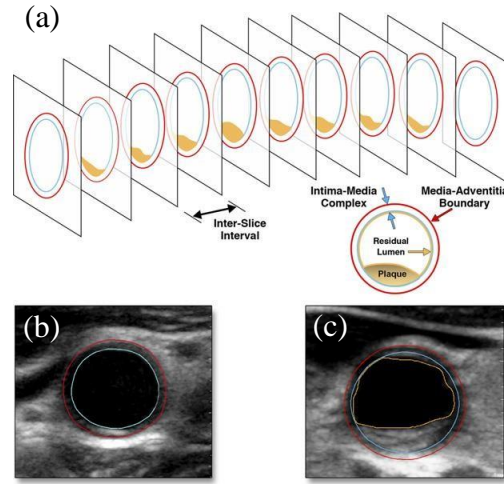 (a)
Intima-Media
Complex
Media-Adventitia
Boundary
Inter-Slice
Interval
Residual
Lumen
Plaque
(b)
(c)